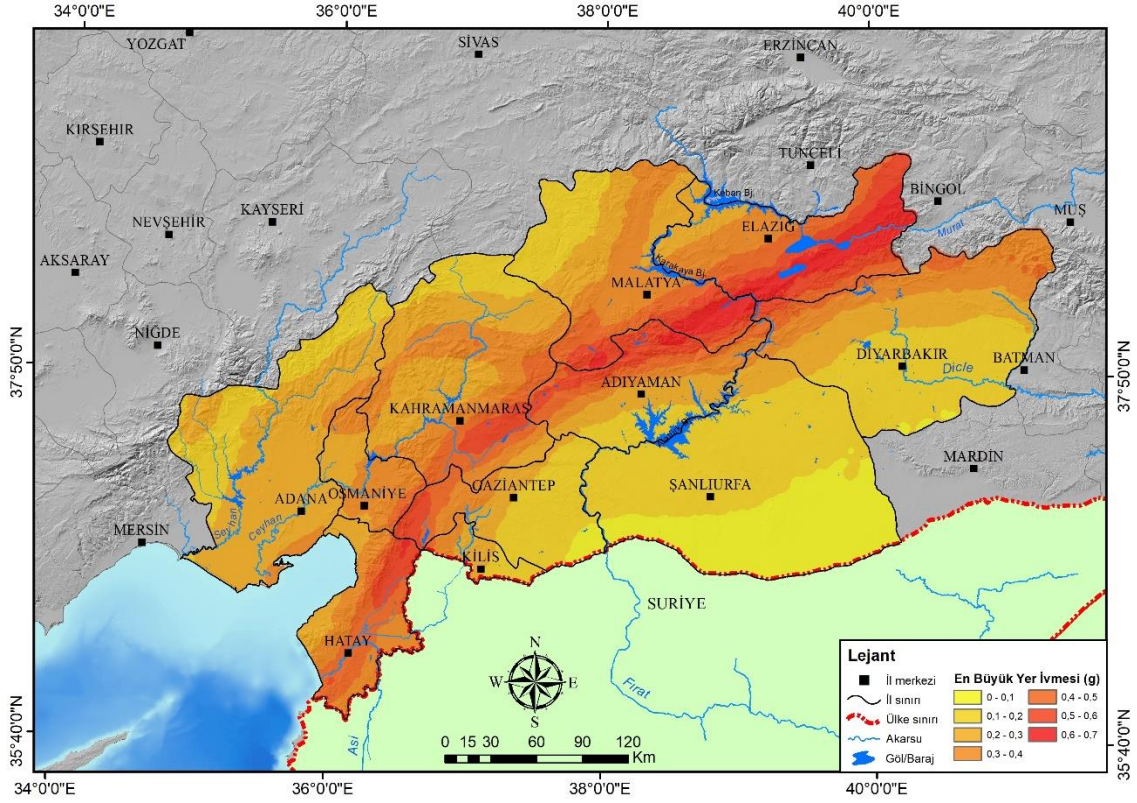 34°0'0"E
36°0'0"E
38°0'0"E
40°0'0"E
YOZGAT
SİVAS
ERZİNCAN
KIRŞEHİR
TUNCELİ
BİNGÖL
Keban Bj.
MUŞ
NEVŞEHİR
KAYSERİ
ELAZIĞ
Murat
AKSARAY
Karakaya Bj.
MALATYA
NİĞDE
37°50'0"N
DİYARBAKIR
BATMAN
37°50'0"N
Dicle
ADIYAMAN
KAHRAMANMARAŞ
MARDİN
ADANA
OSMANİYE
GAZİANTEP
ŞANLIURFA
MERSİN
Seyhan
Ceyhan
KİLİS
SURİYE
HATAY
Fırat
Asi
N
W
E
S
0 15 30 60 90 120
Km
Lejant
İl merkezi
İl sınırı
Ülke sınırı
Akarsu
Göl/Baraj
En Büyük Yer İvmesi (g)
0 - 0,1
0,1 - 0,2
0,2 - 0,3
0,3 - 0,4
0,4 - 0,5
0,5 - 0,6
0,6 - 0,7
35°40'0"N
35°40'0"N
34°0'0"E
36°0'0"E
38°0'0"E
40°0'0"E